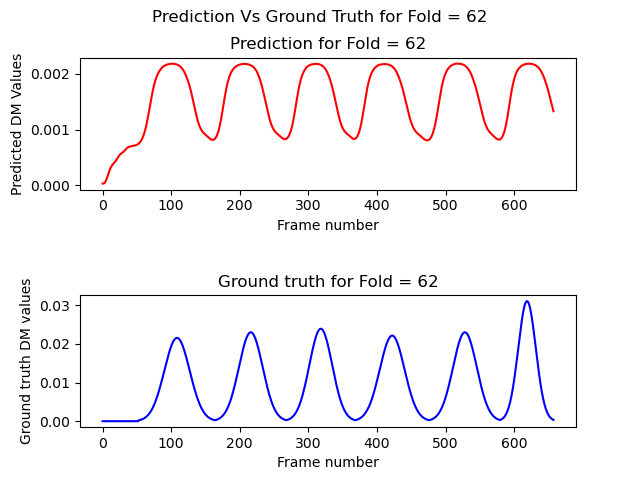 Prediction Vs Ground Truth for Fold = 62
Prediction for Fold = 62
Predicted DM Values
0.002
0.001
0.000
0 100 200 300 400 500 600
Frame number
Ground truth for Fold = 62
Ground truth DM values
0.03
0.02
0.01
0.00
0 100 200 300 400 500 600
Frame number